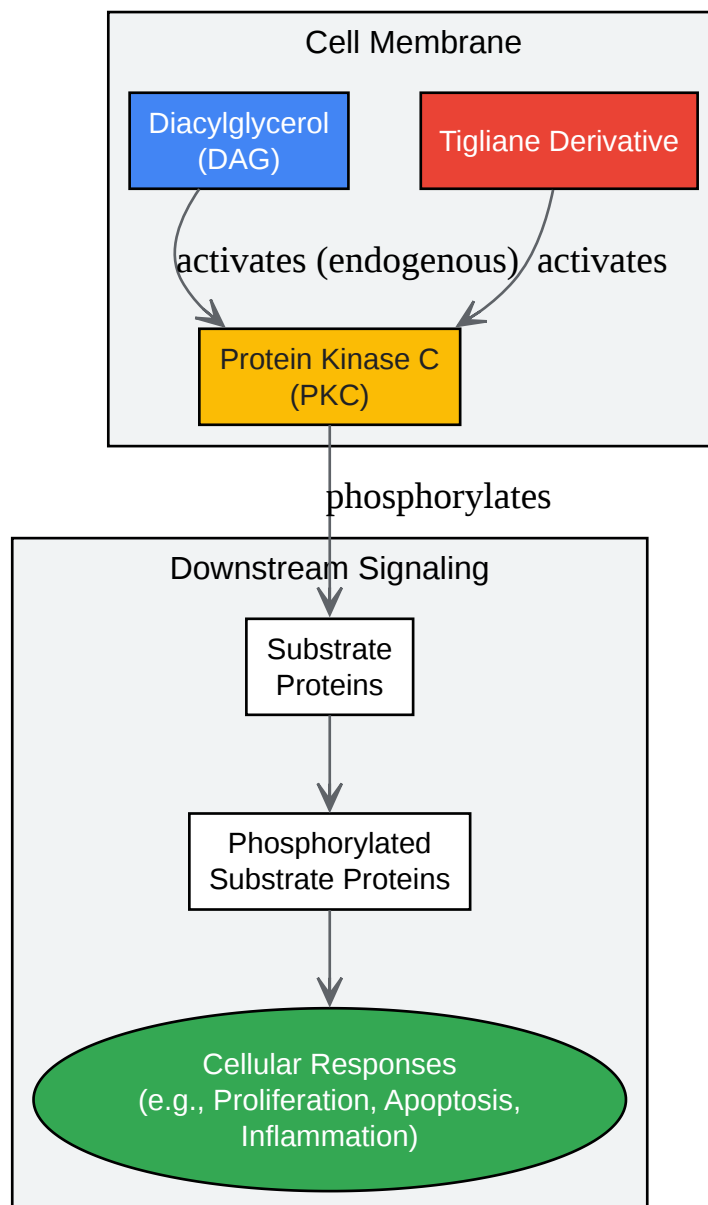 Cell Membrane
Diacylglycerol
(DAG)
Tigliane Derivative
activates (endogenous)
activates
Protein Kinase C
(PKC)
phosphorylates
Downstream Signaling
Substrate
Proteins
Phosphorylated
Substrate Proteins
Cellular Responses
(e.g., Proliferation, Apoptosis,
Inflammation)